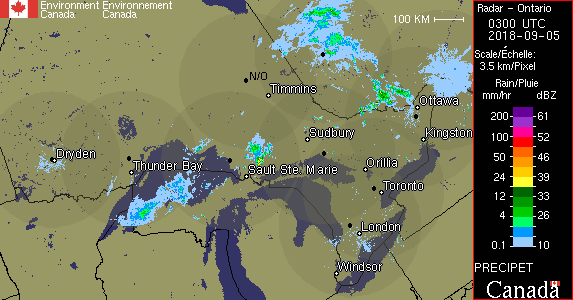 Environment Environnement
Canada Canada
100 KM
N/O
Timmins
Ottawa
Sudbury
Kingston
Dryden
Thunder Bay
Sault Ste. Marie
Orillia
Toronto
London
Windsor
Radar - Ontario
0300 UTC
2018-09-05
Scale/Échelle:
3.5 km/Pixel
Rain/Pluie
mm/hr dBZ
200 61
100 52
50 46
24 39
12 34
4 26
0.1 10
PRECIPET
Canada